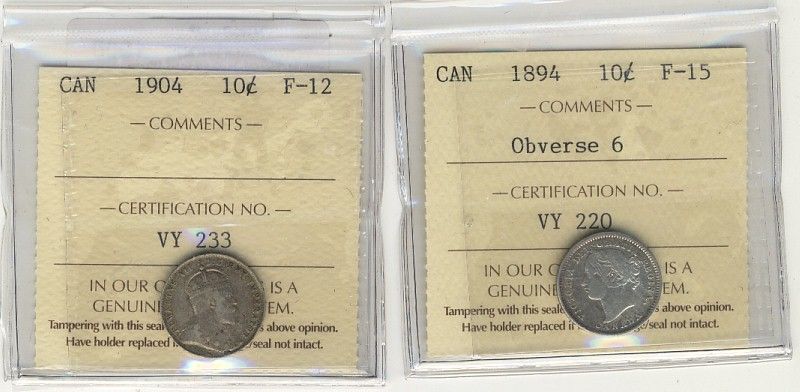 CAN 1904 10¢ F-12
— COMMENTS —
— CERTIFICATION NO. —
VY 233
IN OUR IS A
GENUINE
Tampering with this seal above opinion.
Have holder replaced seal not intact.
CAN 1894 10¢ F-15
— COMMENTS —
Obverse 6
— CERTIFICATION NO. —
VY 220
IN OUR IS A
GENUINE
Tampering with this seal above opinion.
Have holder replaced seal not intact.